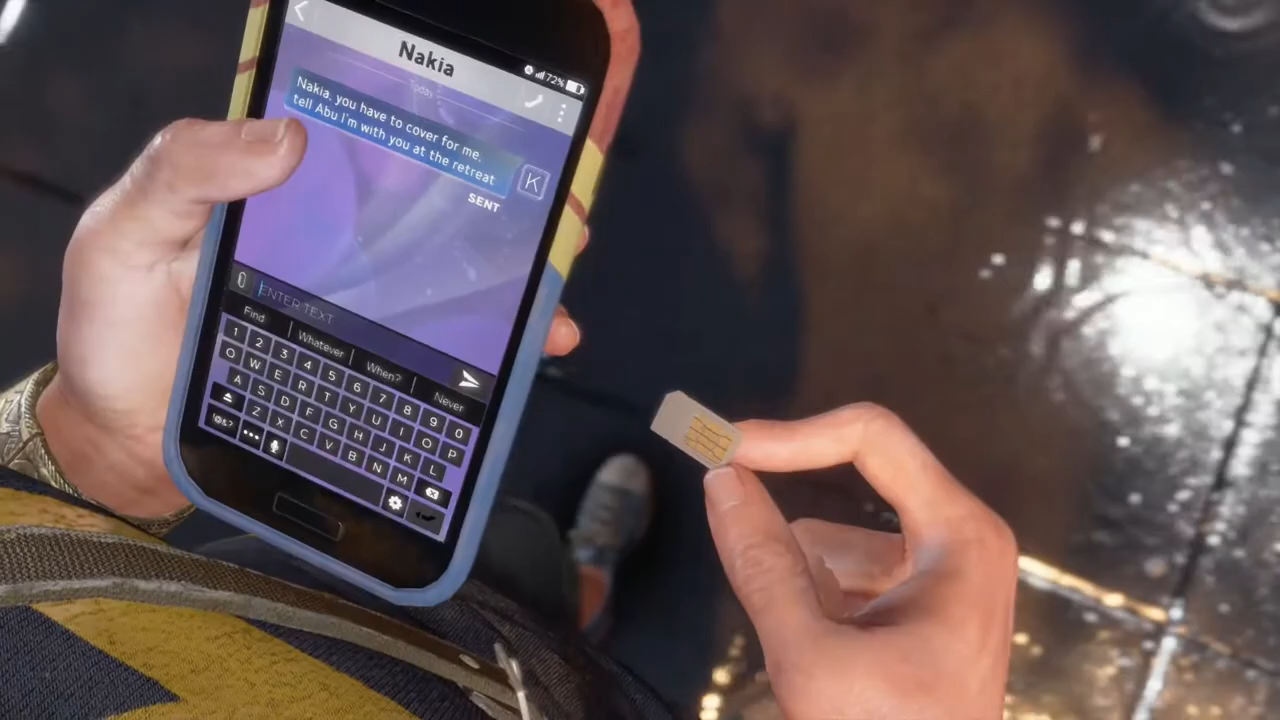 Nakia
72%
Today
Nakia, you have to cover for me,
tell Abu I'm with you at the retreat
K
SENT
ENTER TEXT
Find Whatever When? Never
1 2 3 4 5 6 7 8 9 0
Q W E R T Y U I O P
A S D F G H J K L
Z X C V B N M
!@&?